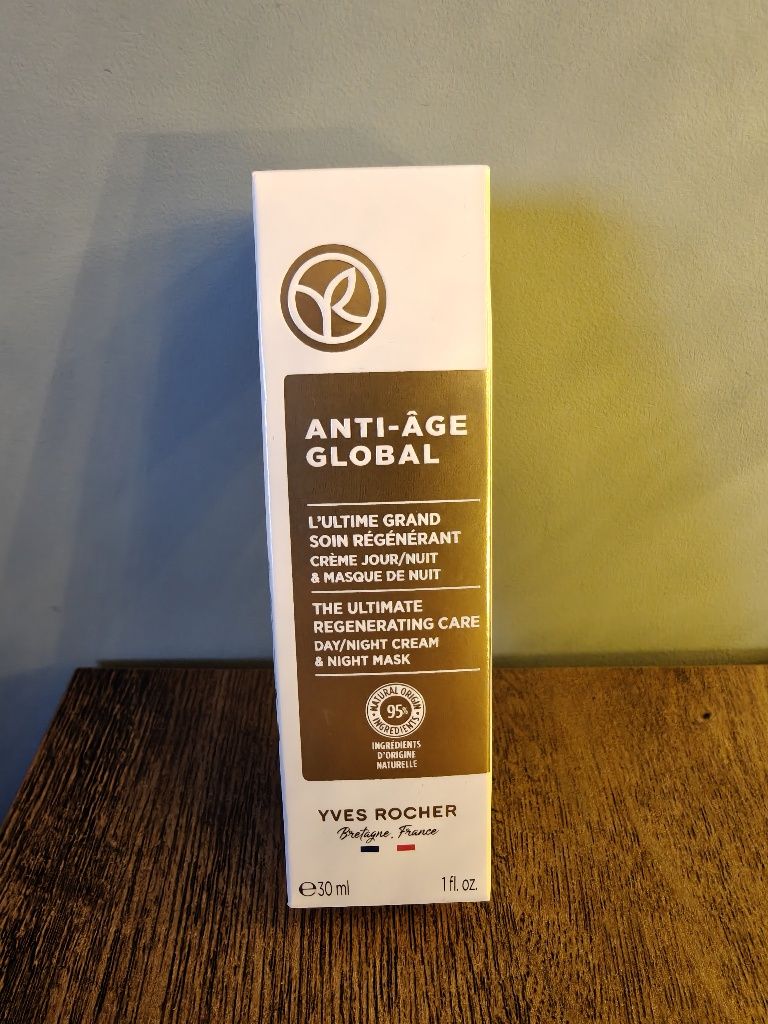 ANTI-ÂGE
GLOBAL
L'ULTIME GRAND
SOIN RÉGÉNÉRANT
CRÈME JOUR/NUIT
& MASQUE DE NUIT
THE ULTIMATE
REGENERATING CARE
DAY/NIGHT CREAM
& NIGHT MASK
NATURAL ORIGIN
95%
INGREDIENTS
INGRÉDIENTS
D'ORIGINE
NATURELLE
YVES ROCHER
Bretagne, France
℮30 ml
1 fl. oz.